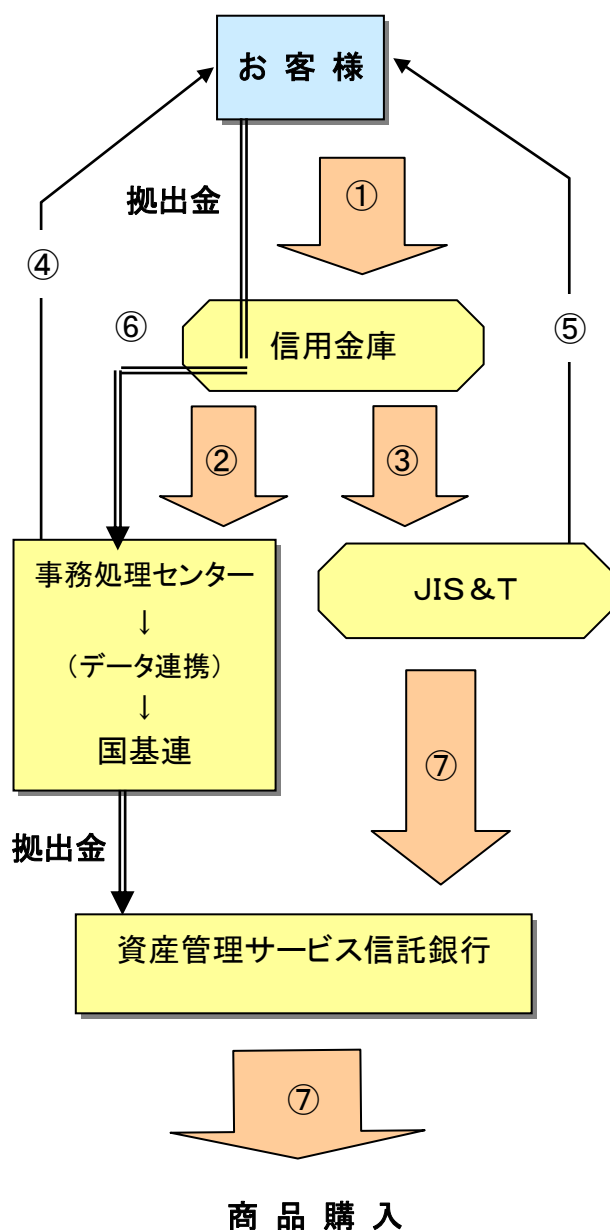 お 客 様
拠出金
①
④
⑥
信用金庫
⑤
②
③
事務処理センター
↓
（データ連携）
↓
国基連
JIS＆T
⑦
拠出金
資産管理サービス信託銀行
⑦
商 品 購 入